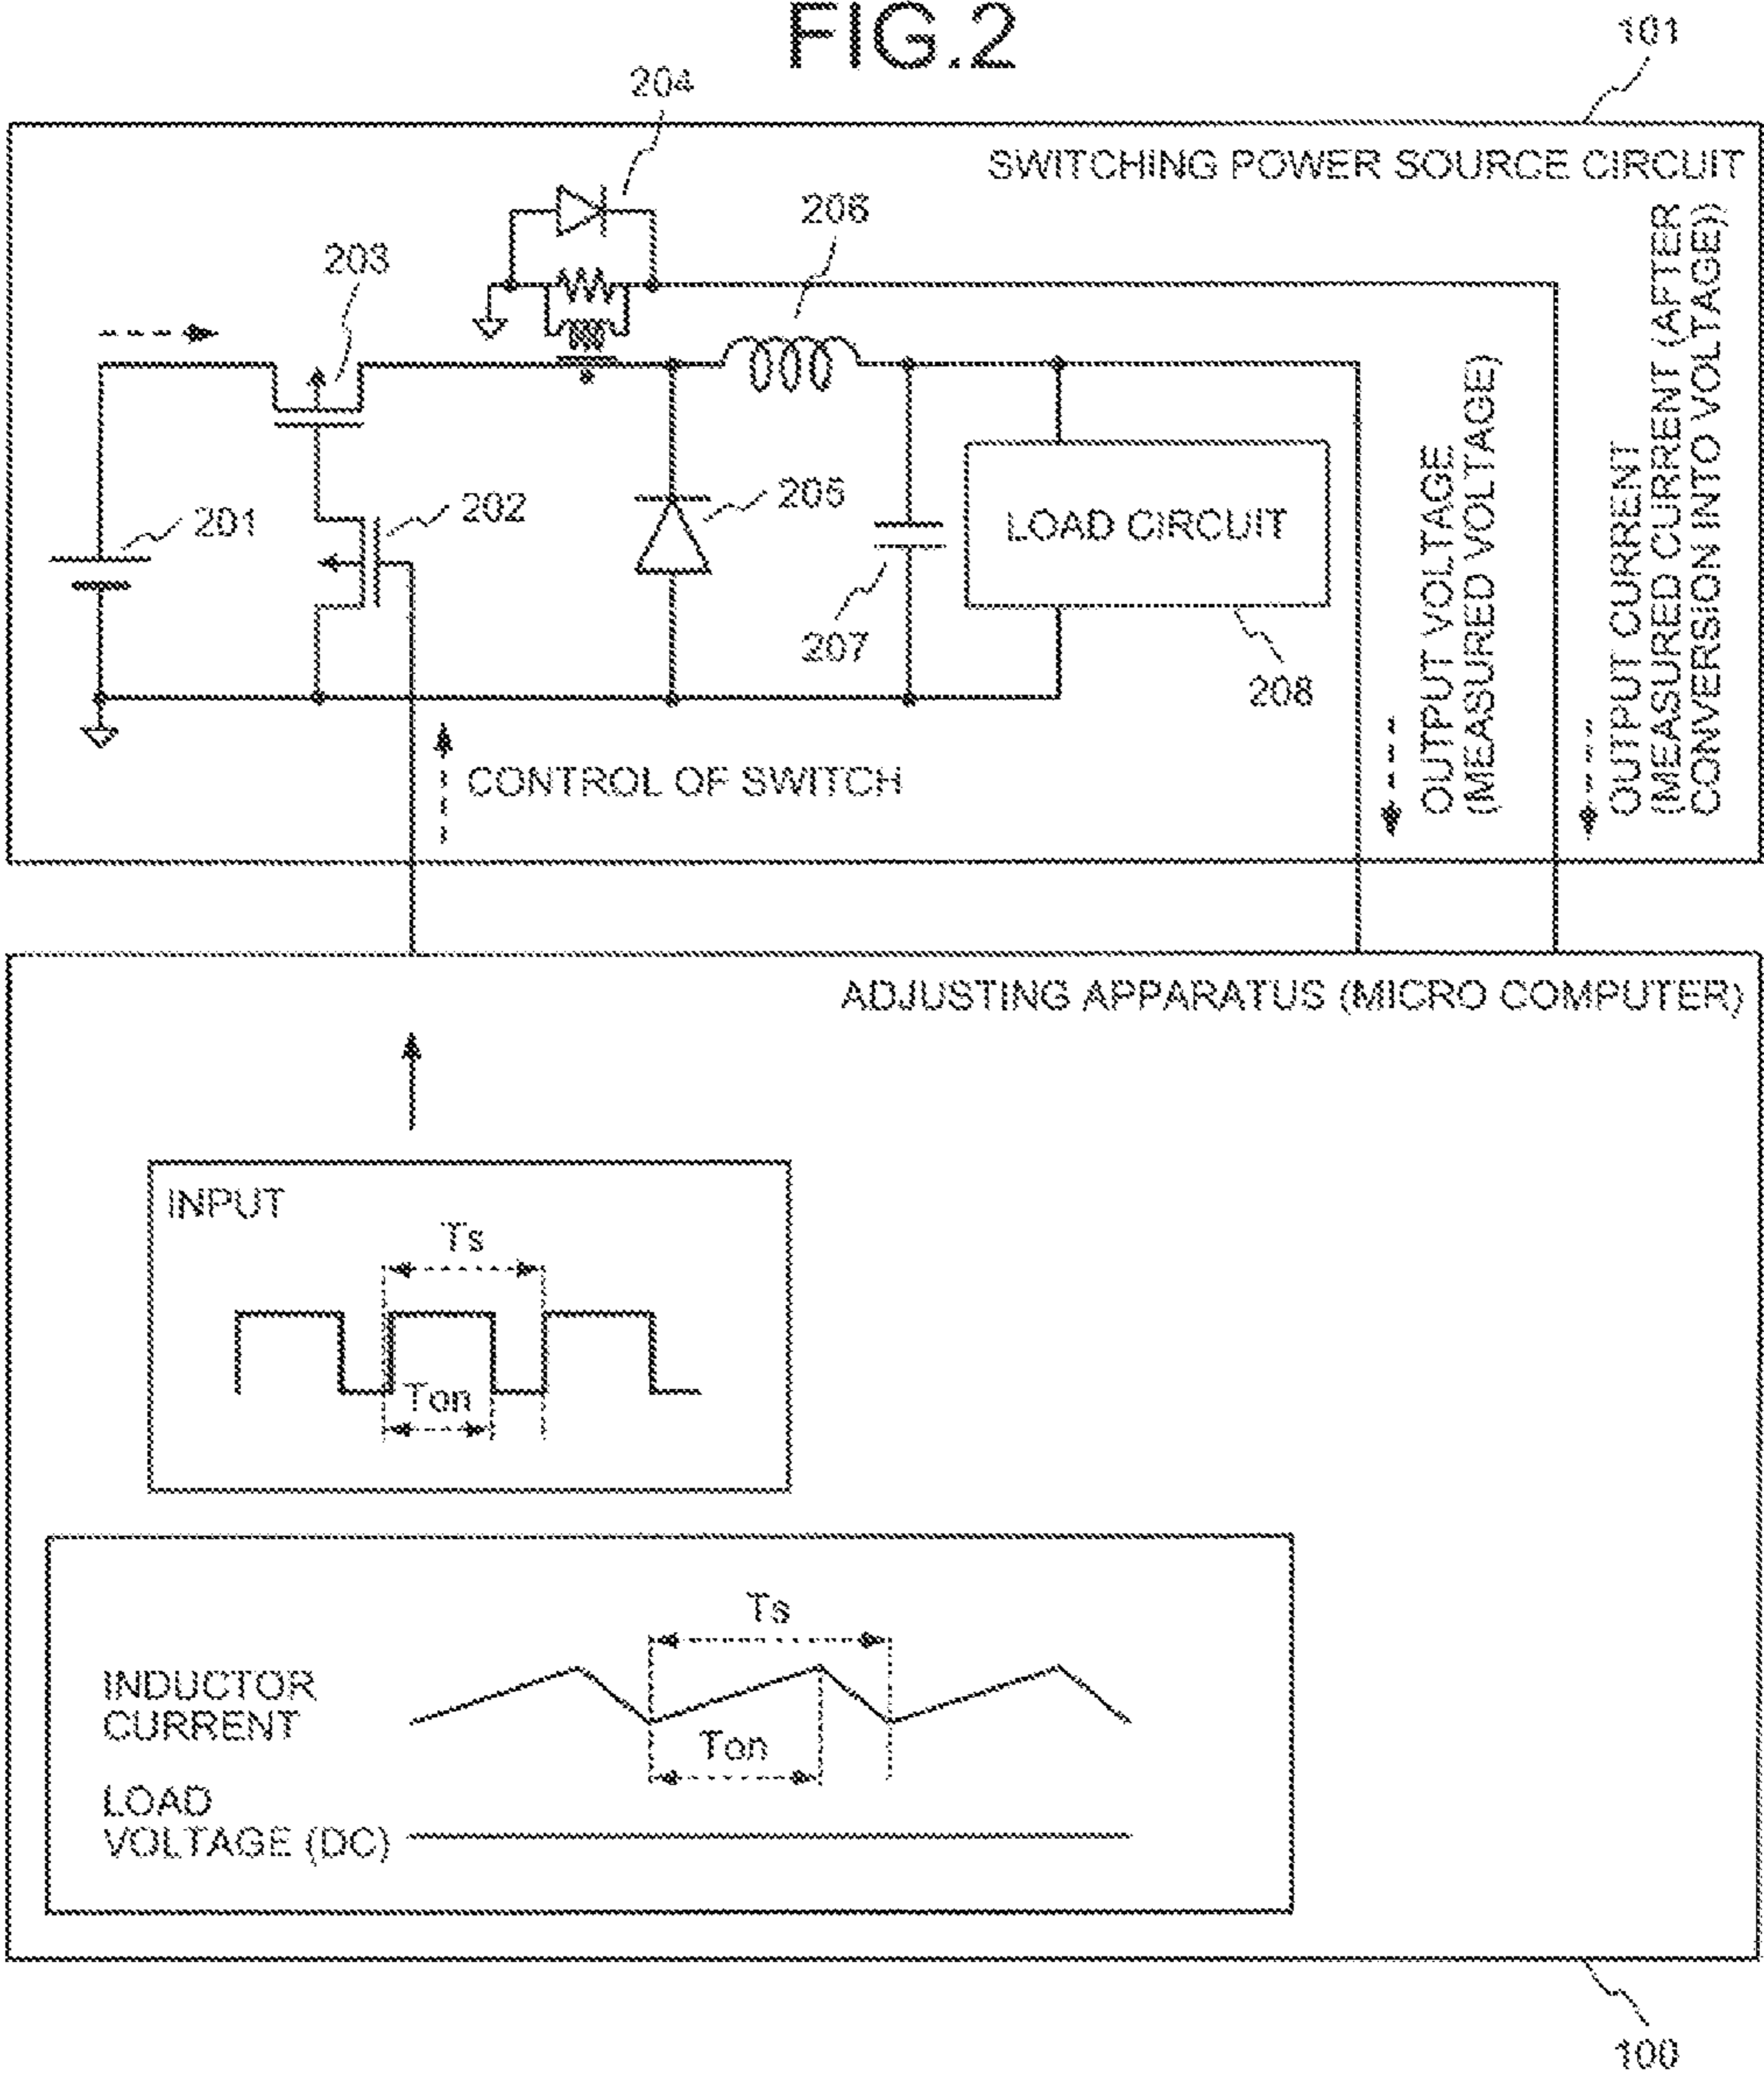 FIG.2
101
204
SWITCHING POWER SOURCE CIRCUIT
206
203
201
202
205
LOAD CIRCUIT
207
208
OUTPUT VOLTAGE
(MEASURED VOLTAGE)
OUTPUT CURRENT
(MEASURED CURRENT (AFTER
CONVERSION INTO VOLTAGE))
CONTROL OF SWITCH
ADJUSTING APPARATUS (MICRO COMPUTER)
INPUT
Ts
Ton
Ts
INDUCTOR
CURRENT
Ton
LOAD
VOLTAGE (DC)
100